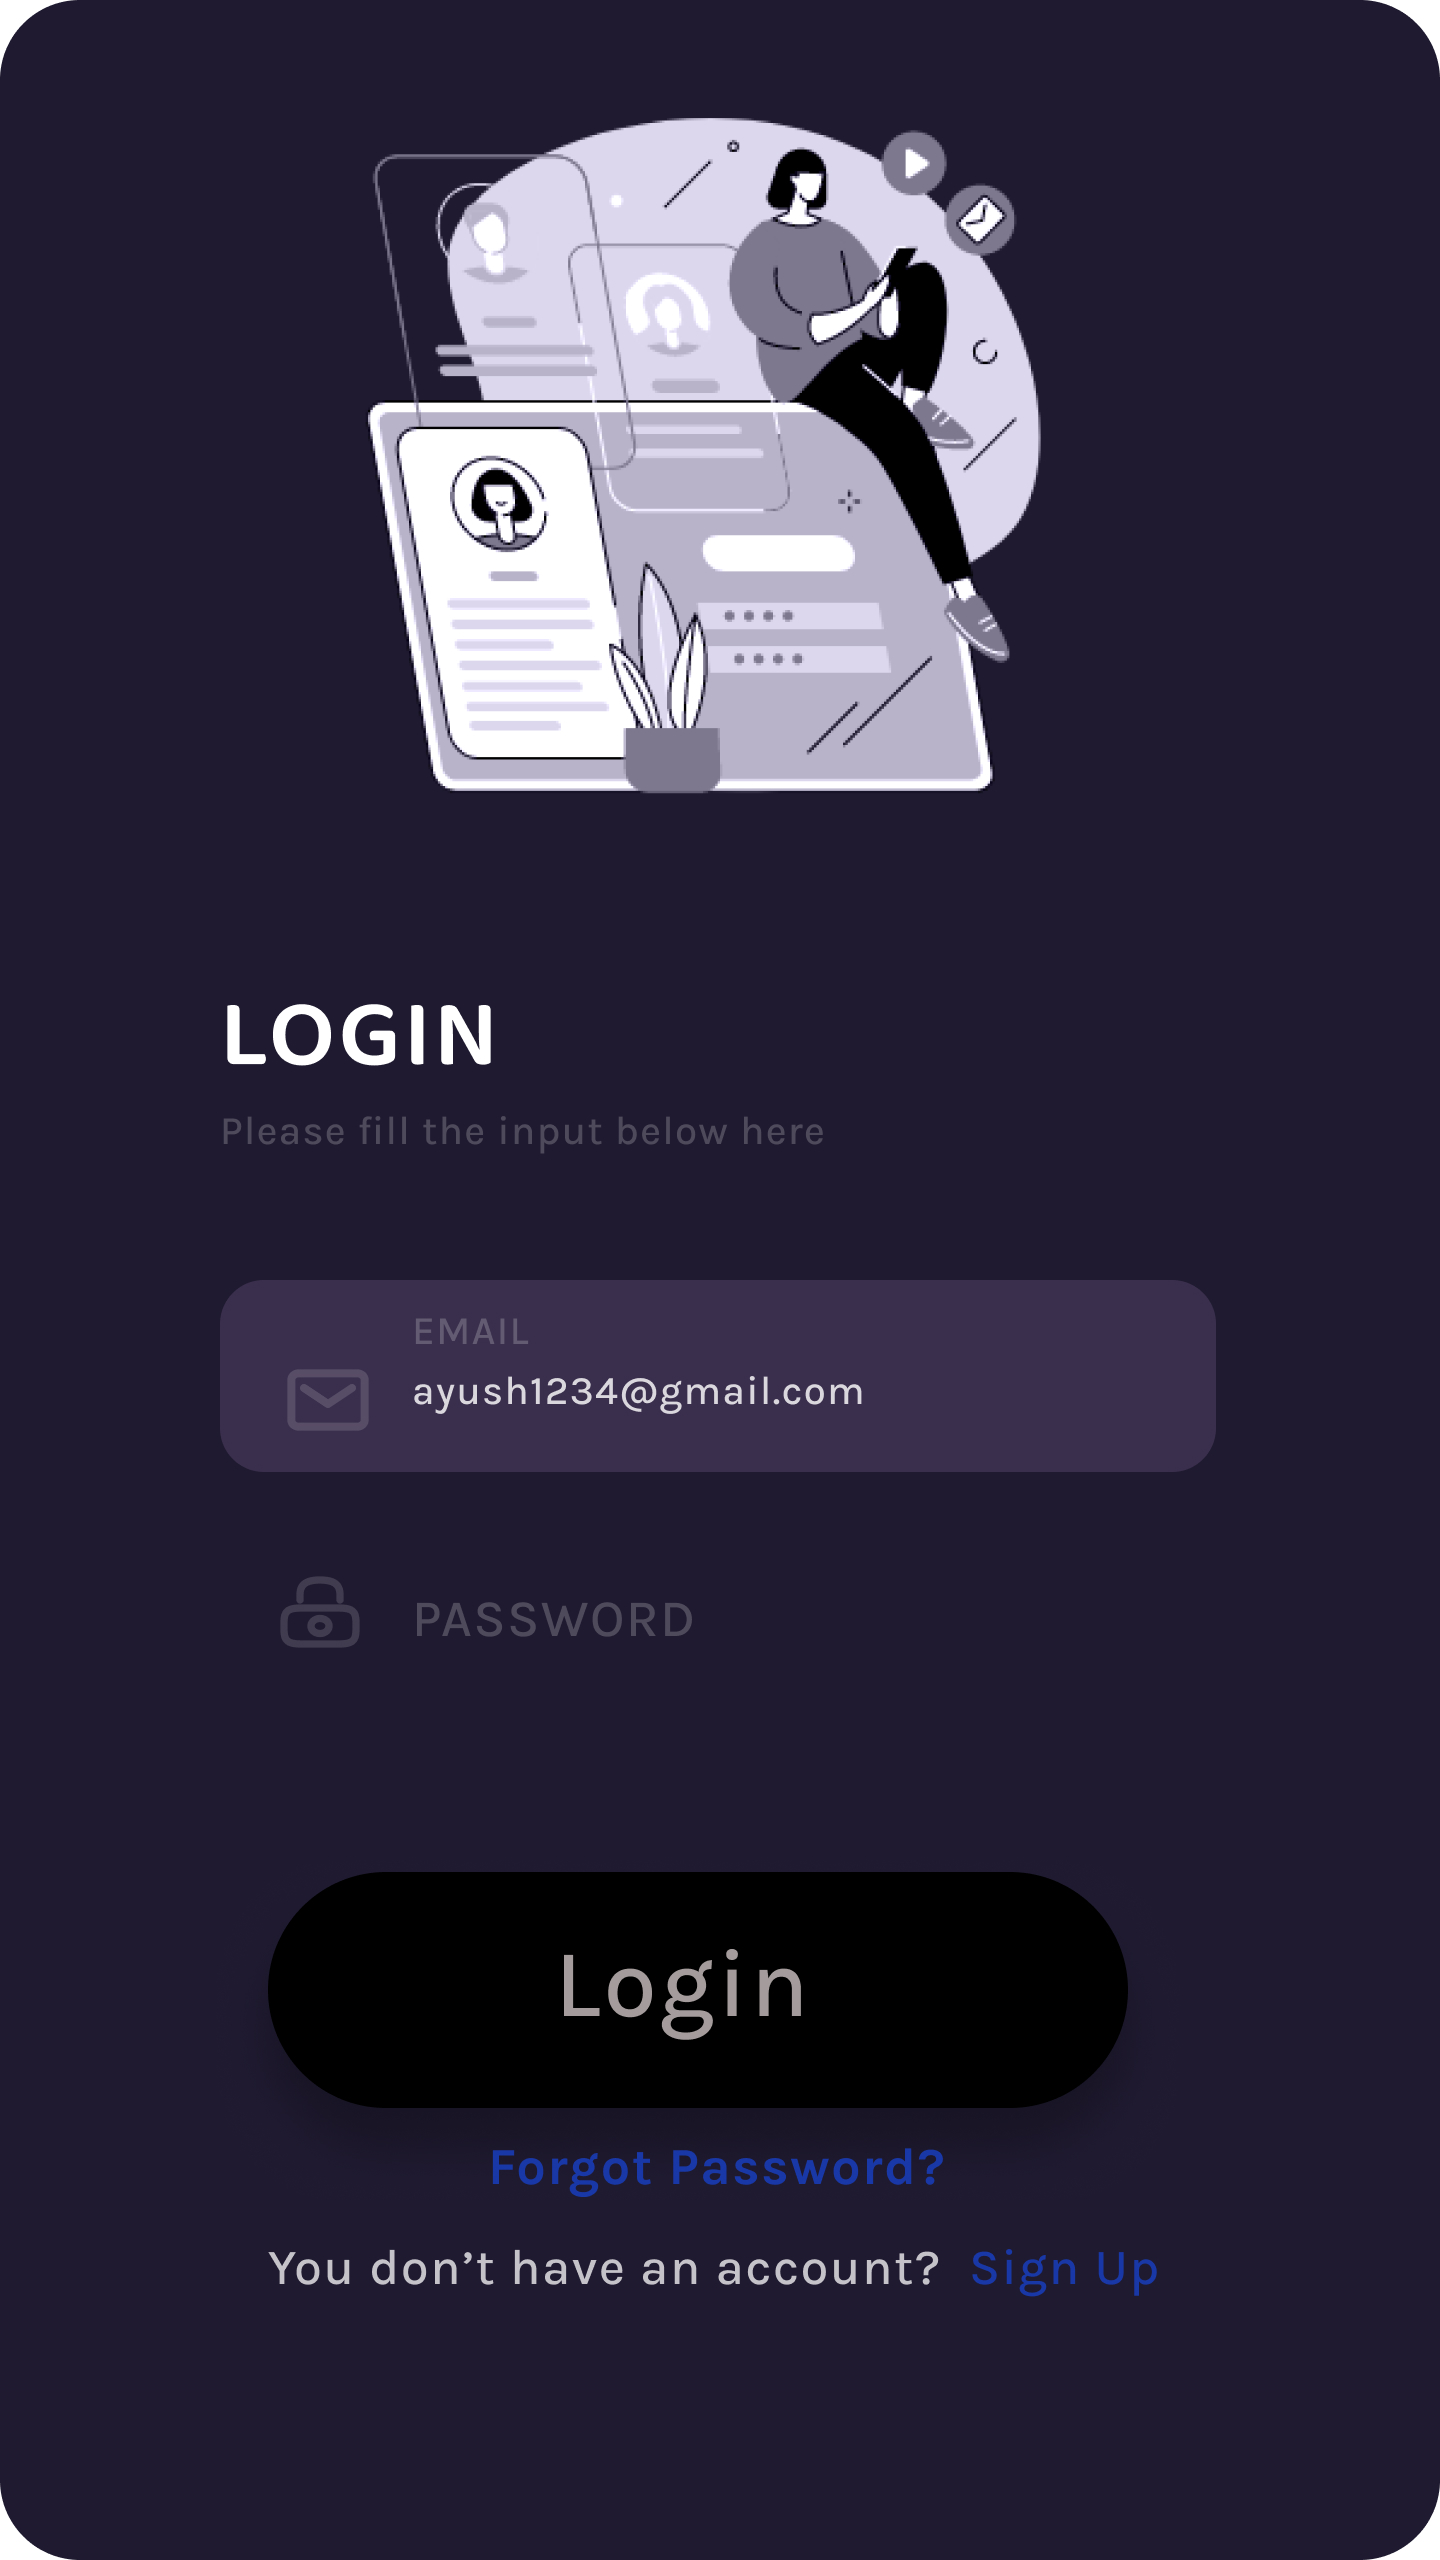 LOGIN
Please fill the input below here
EMAIL
ayush1234@gmail.com
PASSWORD
Login
Forgot Password?
You don’t have an account? Sign Up